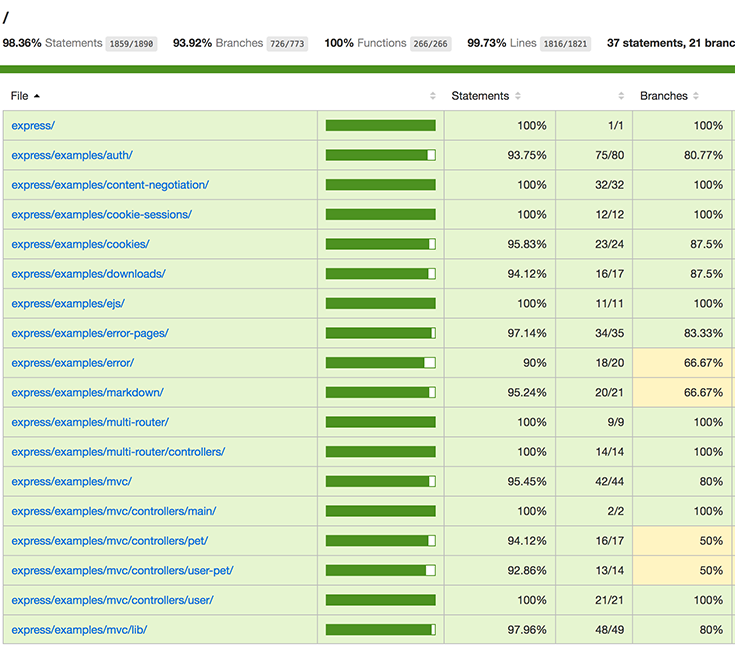 /
98.36% Statements 1859/1890 93.92% Branches 726/773 100% Functions 266/266 99.73% Lines 1816/1821 37 statements, 21 branc
File Statements Branches
express/ 100% 1/1 100%
express/examples/auth/ 93.75% 75/80 80.77%
express/examples/content-negotiation/ 100% 32/32 100%
express/examples/cookie-sessions/ 100% 12/12 100%
express/examples/cookies/ 95.83% 23/24 87.5%
express/examples/downloads/ 94.12% 16/17 87.5%
express/examples/ejs/ 100% 11/11 100%
express/examples/error-pages/ 97.14% 34/35 83.33%
express/examples/error/ 90% 18/20 66.67%
express/examples/markdown/ 95.24% 20/21 66.67%
express/examples/multi-router/ 100% 9/9 100%
express/examples/multi-router/controllers/ 100% 14/14 100%
express/examples/mvc/ 95.45% 42/44 80%
express/examples/mvc/controllers/main/ 100% 2/2 100%
express/examples/mvc/controllers/pet/ 94.12% 16/17 50%
express/examples/mvc/controllers/user-pet/ 92.86% 13/14 50%
express/examples/mvc/controllers/user/ 100% 21/21 100%
express/examples/mvc/lib/ 97.96% 48/49 80%